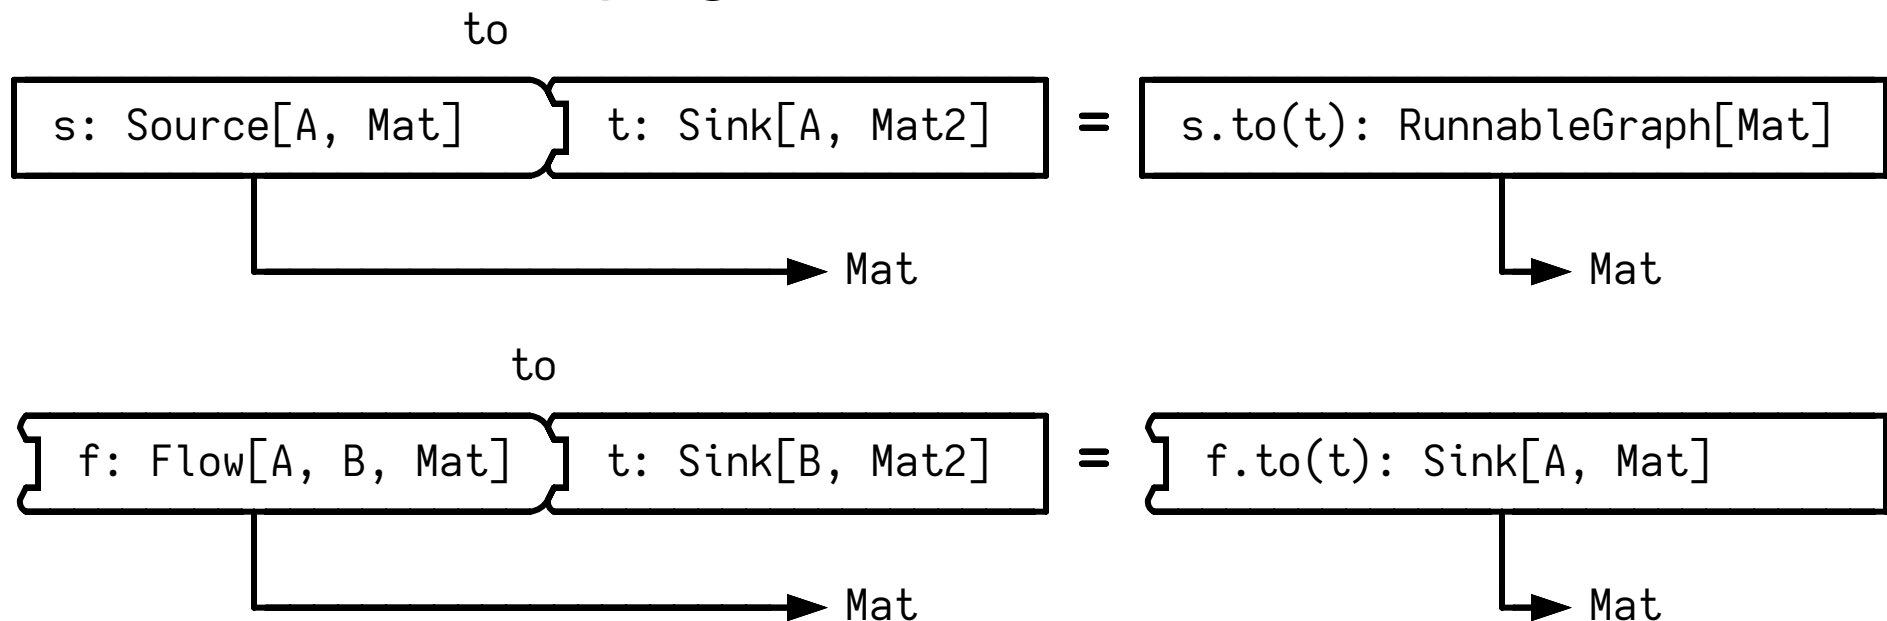 to
s: Source[A, Mat] t: Sink[A, Mat2] = s.to(t): RunnableGraph[Mat]
Mat Mat
to
f: Flow[A, B, Mat] t: Sink[B, Mat2] = f.to(t): Sink[A, Mat]
Mat Mat